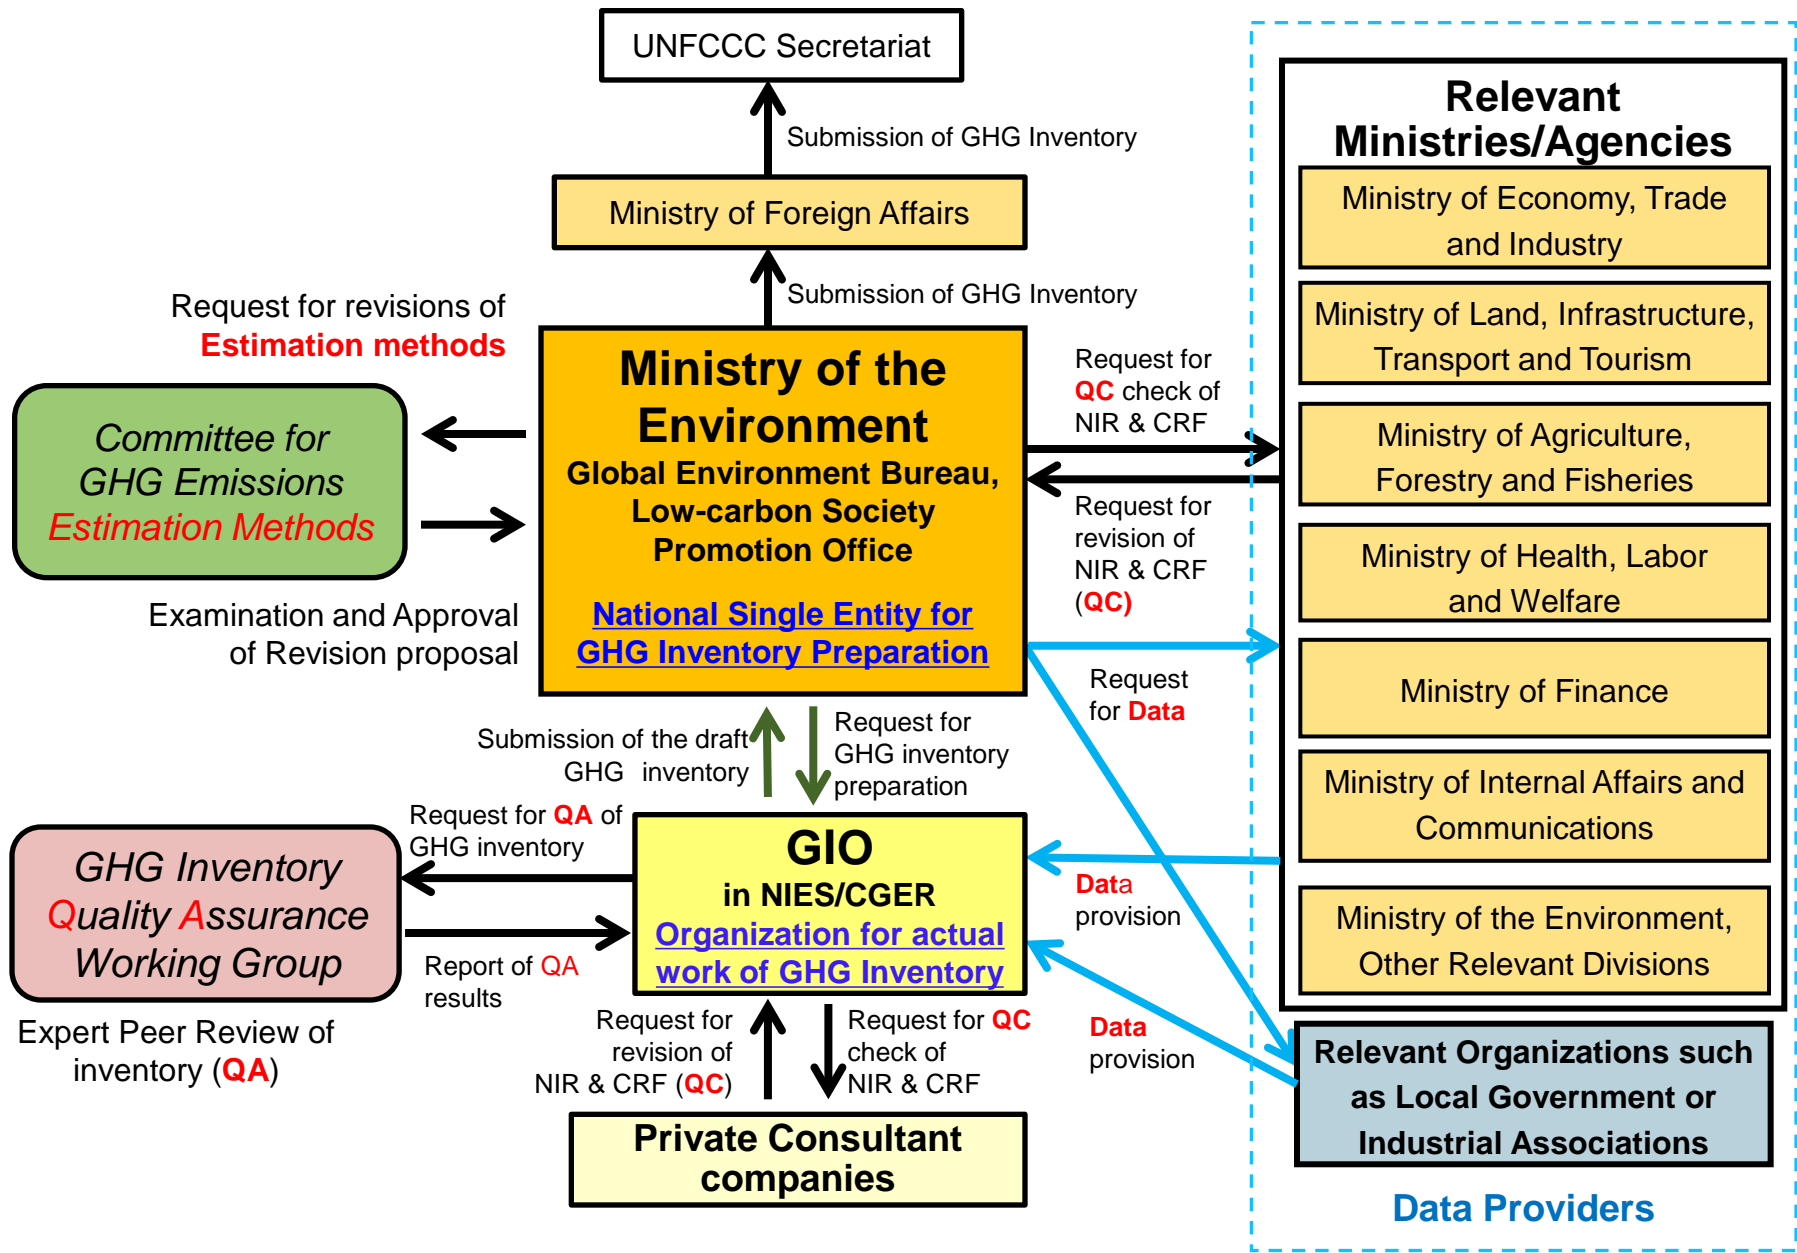 UNFCCC Secretariat
Submission of GHG Inventory
Ministry of Foreign Affairs
Submission of GHG Inventory
Request for revisions of
Estimation methods
Committee for
GHG Emissions
Estimation Methods
Examination and Approval
of Revision proposal
Ministry of the
Environment
Global Environment Bureau,
Low-carbon Society
Promotion Office
National Single Entity for
GHG Inventory Preparation
Request for
QC check of
NIR & CRF
Request for
revision of
NIR & CRF
(QC)
Request
for Data
Submission of the draft
GHG inventory
Request for
GHG inventory
preparation
Request for QA of
GHG inventory
GHG Inventory
Quality Assurance
Working Group
Report of QA
results
Expert Peer Review of
inventory (QA)
GIO
in NIES/CGER
Organization for actual
work of GHG Inventory
Data
provision
Data
provision
Request for
revision of
NIR & CRF (QC)
Request for QC
check of
NIR & CRF
Private Consultant
companies
Relevant
Ministries/Agencies
Ministry of Economy, Trade
and Industry
Ministry of Land, Infrastructure,
Transport and Tourism
Ministry of Agriculture,
Forestry and Fisheries
Ministry of Health, Labor
and Welfare
Ministry of Finance
Ministry of Internal Affairs and
Communications
Ministry of the Environment,
Other Relevant Divisions
Relevant Organizations such
as Local Government or
Industrial Associations
Data Providers